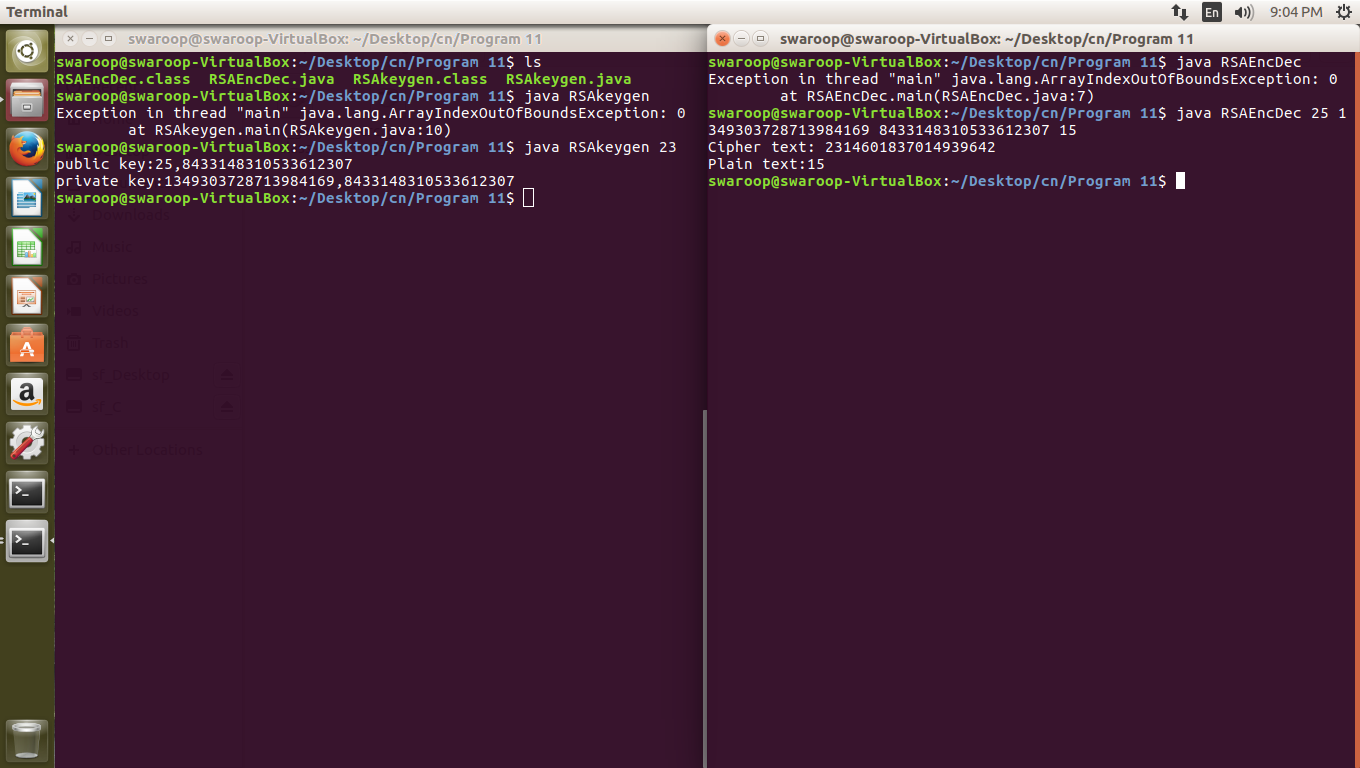 Terminal
En
9:04 PM
swaroop@swaroop-VirtualBox: ~/Desktop/cn/Program 11
swaroop@swaroop-VirtualBox:~/Desktop/cn/Program 11$ ls
RSAEncDec.class RSAEncDec.java RSAkeygen.class RSAkeygen.java
swaroop@swaroop-VirtualBox:~/Desktop/cn/Program 11$ java RSAkeygen
Exception in thread "main" java.lang.ArrayIndexOutOfBoundsException: 0
at RSAkeygen.main(RSAkeygen.java:10)
swaroop@swaroop-VirtualBox:~/Desktop/cn/Program 11$ java RSAkeygen 23
public key:25,8433148310533612307
private key:1349303728713984169,8433148310533612307
swaroop@swaroop-VirtualBox:~/Desktop/cn/Program 11$
Downloads
Music
Pictures
Videos
Trash
sf_Desktop
sf_C
Other Locations
swaroop@swaroop-VirtualBox: ~/Desktop/cn/Program 11
swaroop@swaroop-VirtualBox:~/Desktop/cn/Program 11$ java RSAEncDec
Exception in thread "main" java.lang.ArrayIndexOutOfBoundsException: 0
at RSAEncDec.main(RSAEncDec.java:7)
swaroop@swaroop-VirtualBox:~/Desktop/cn/Program 11$ java RSAEncDec 25 1
349303728713984169 8433148310533612307 15
Cipher text: 2314601837014939642
Plain text:15
swaroop@swaroop-VirtualBox:~/Desktop/cn/Program 11$